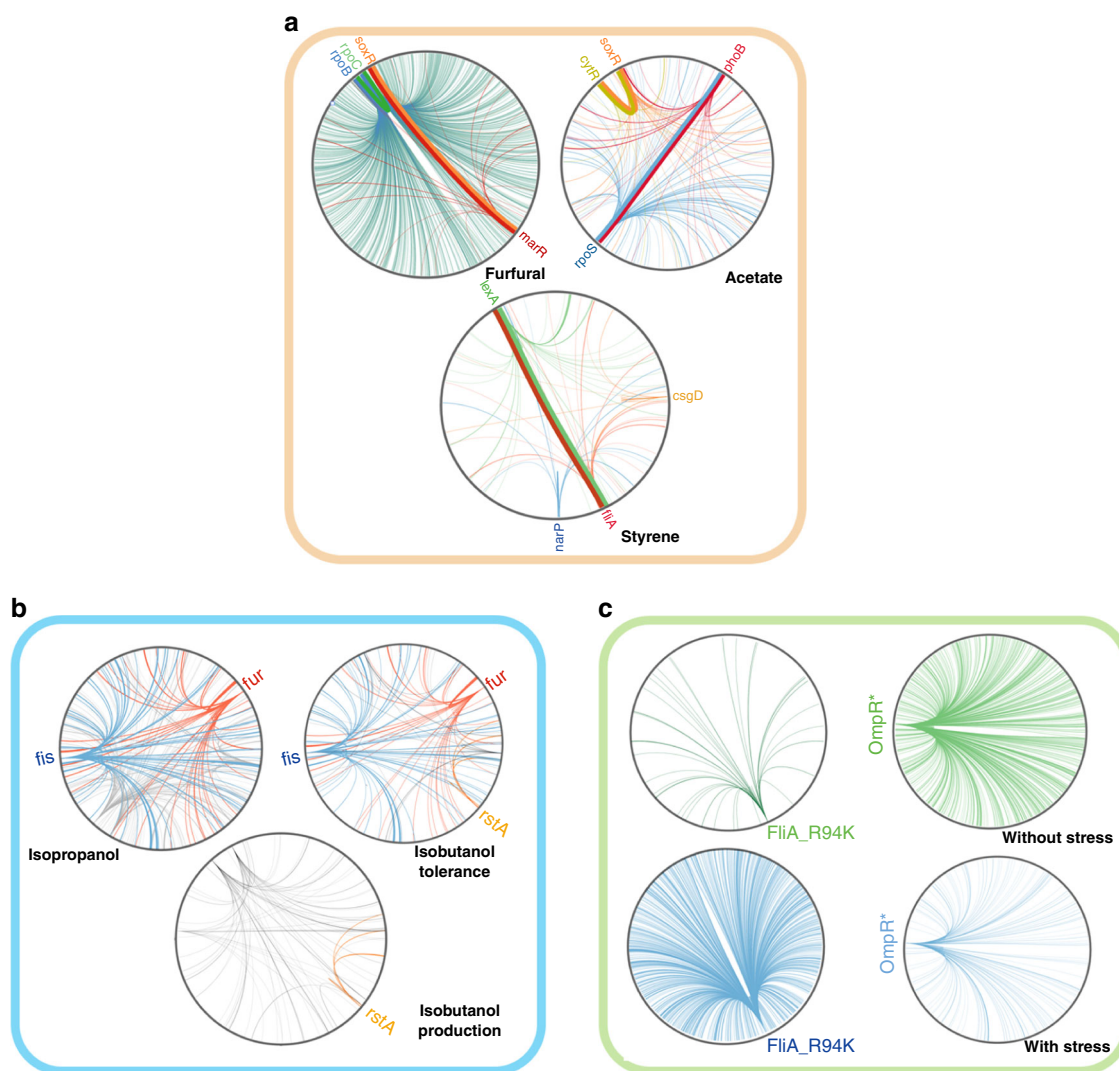 a
rpoB
rpoC
soxR
marR
Furfural
cytR
soxR
phoB
rpoS
Acetate
lexA
csgD
narP
fliA
Styrene
b
fis
fur
Isopropanol
fis
fur
rstA
Isobutanol
tolerance
rstA
Isobutanol
production
c
FliA_R94K
OmpR*
Without stress
FliA_R94K
OmpR*
With stress